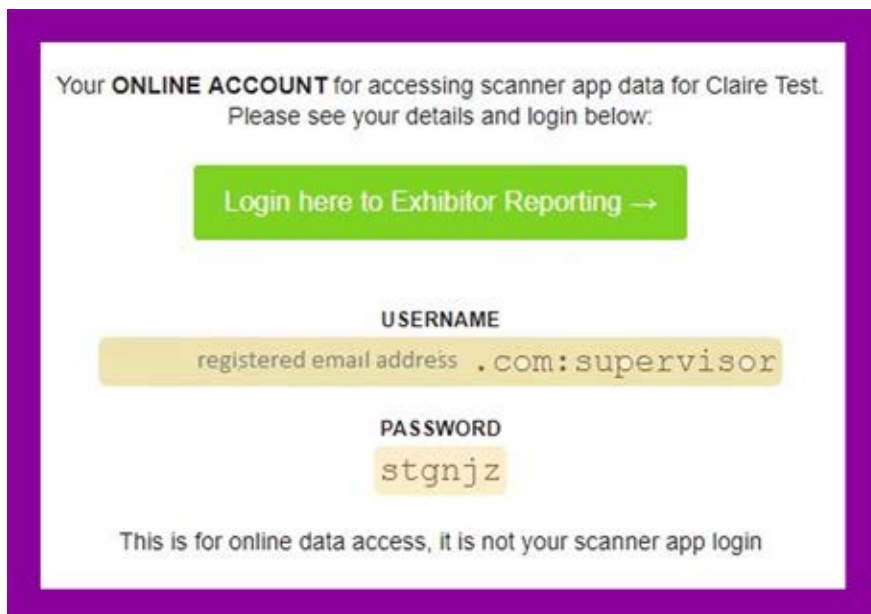 Your ONLINE ACCOUNT for accessing scanner app data for Claire Test.
Please see your details and login below:
Login here to Exhibitor Reporting →
USERNAME
registered email address .com:supervisor
PASSWORD
stgnjz
This is for online data access, it is not your scanner app login